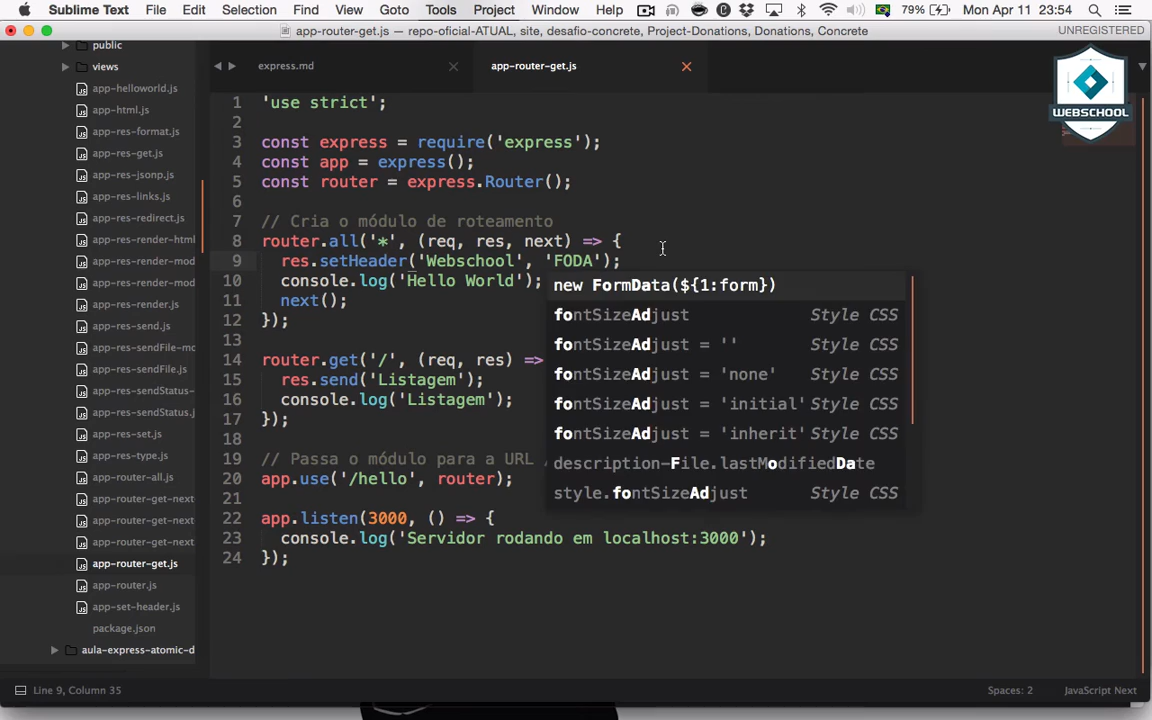 Sublime Text File Edit Selection Find View Goto Tools Project Window Help 79% Mon Apr 11 23:54
app-router-get.js — repo-oficial-ATUAL, site, desafio-concrete, Project-Donations, Donations, Concrete UNREGISTERED
public
views
app-helloworld.js
app-html.js
app-res-format.js
app-res-get.js
app-res-jsonp.js
app-res-links.js
app-res-redirect.js
app-res-render-html
app-res-render-mod
app-res-render.js
app-res-send.js
app-res-sendFile-mo
app-res-sendFile.js
app-res-sendStatus-
app-res-sendStatus.j
app-res-set.js
app-res-type.js
app-router-all.js
app-router-get-next
app-router-get-next
app-router-get-next
app-router-get.js
app-router.js
app-set-header.js
package.json
aula-express-atomic-d
express.md
app-router-get.js
WEBSCHOOL
1 'use strict';
2
3 const express = require('express');
4 const app = express();
5 const router = express.Router();
6
7 // Cria o módulo de roteamento
8 router.all('*', (req, res, next) => {
9 res.setHeader('Webschool', 'FODA');
10 console.log('Hello World');
11 next();
12 });
13
14 router.get('/', (req, res) =>
15 res.send('Listagem');
16 console.log('Listagem');
17 });
18
19 // Passa o módulo para a URL
20 app.use('/hello', router);
21
22 app.listen(3000, () => {
23 console.log('Servidor rodando em localhost:3000');
24 });
new FormData(${1:form})
fontSizeAdjust Style CSS
fontSizeAdjust = '' Style CSS
fontSizeAdjust = 'none' Style CSS
fontSizeAdjust = 'initial' Style CSS
fontSizeAdjust = 'inherit' Style CSS
description-File.lastModifiedDate
style.fontSizeAdjust Style CSS
Line 9, Column 35 Spaces: 2 JavaScript Next